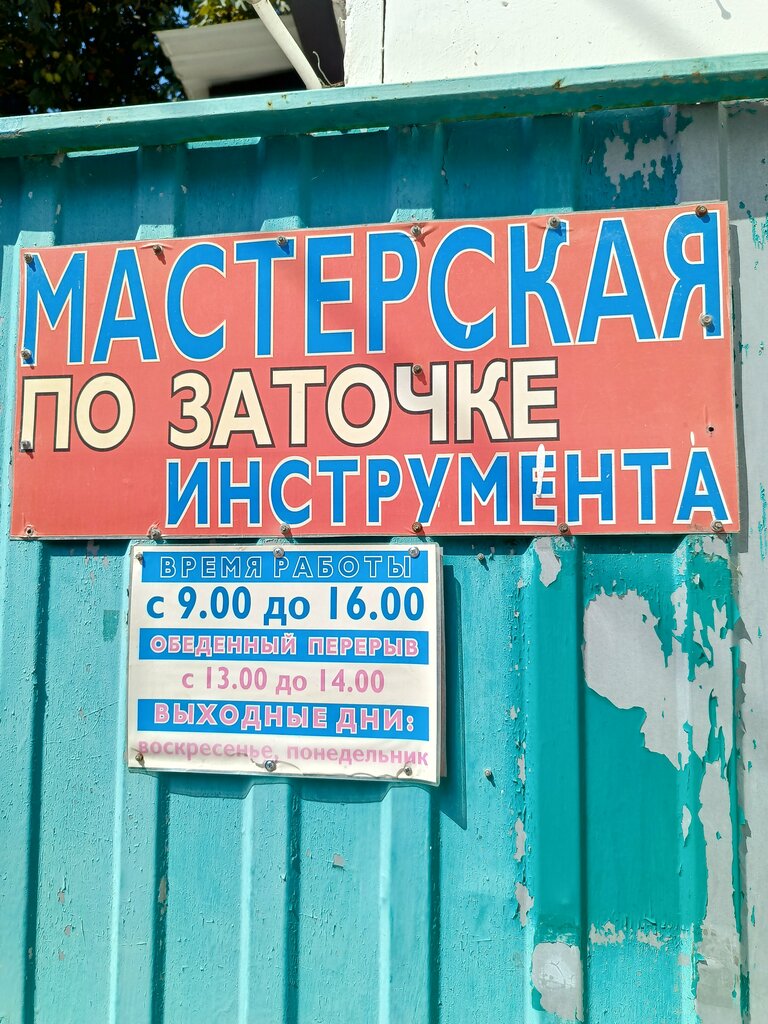 МАСТЕРСКАЯ
ПО ЗАТОЧКЕ
ИНСТРУМЕНТА
ВРЕМЯ РАБОТЫ
с 9.00 до 16.00
ОБЕДЕННЫЙ ПЕРЕРЫВ
с 13.00 до 14.00
ВЫХОДНЫЕ ДНИ:
воскресенье, понедельник